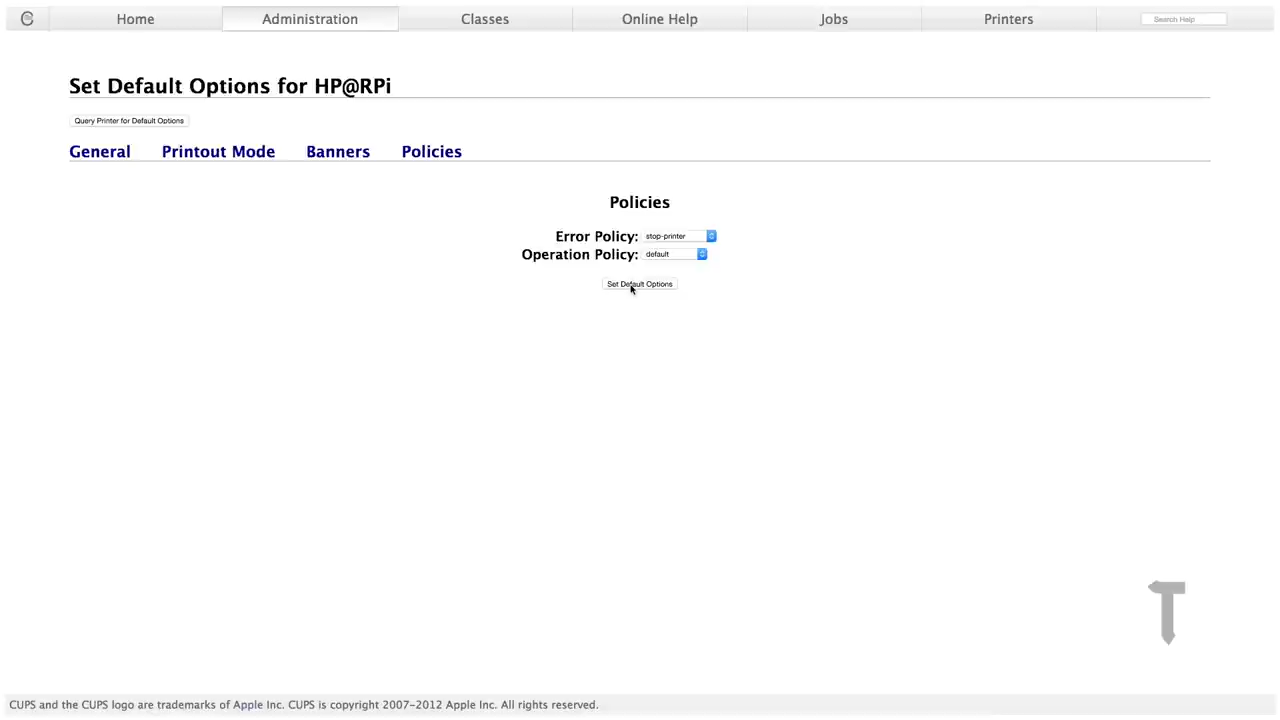 Home Administration Classes Online Help Jobs Printers Search Help
Set Default Options for HP@RPi
Query Printer for Default Options
General Printout Mode Banners Policies
Policies
Error Policy: stop-printer
Operation Policy: default
Set Default Options
CUPS and the CUPS logo are trademarks of Apple Inc. CUPS is copyright 2007-2012 Apple Inc. All rights reserved.